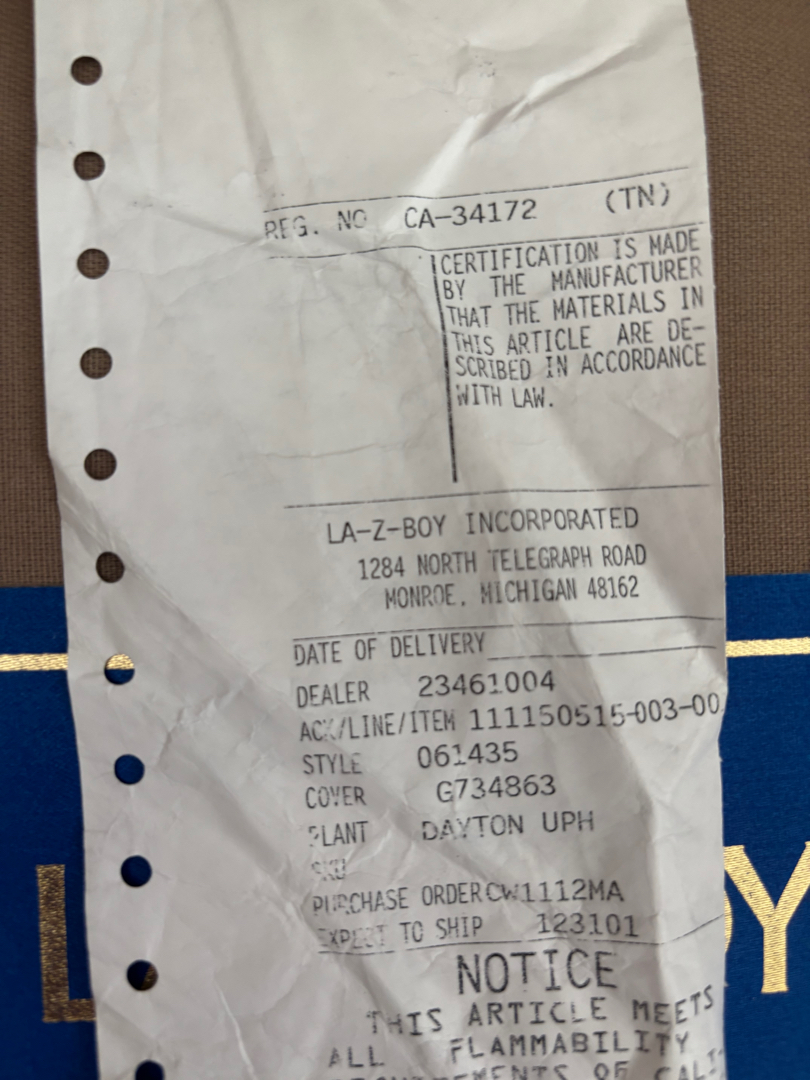 REG. NO CA-34172 (TN)
CERTIFICATION IS MADE
BY THE MANUFACTURER
THAT THE MATERIALS IN
THIS ARTICLE ARE DE-
SCRIBED IN ACCORDANCE
WITH LAW.
LA-Z-BOY INCORPORATED
1284 NORTH TELEGRAPH ROAD
MONROE, MICHIGAN 48162
DATE OF DELIVERY
DEALER 23461004
ACK/LINE/ITEM 111150515-003-00
STYLE 061435
COVER G734863
PLANT DAYTON UPH
SKU
PURCHASE ORDER CW1112MA
EXPECT TO SHIP 123101
NOTICE
THIS ARTICLE MEETS
ALL FLAMMABILITY
OF